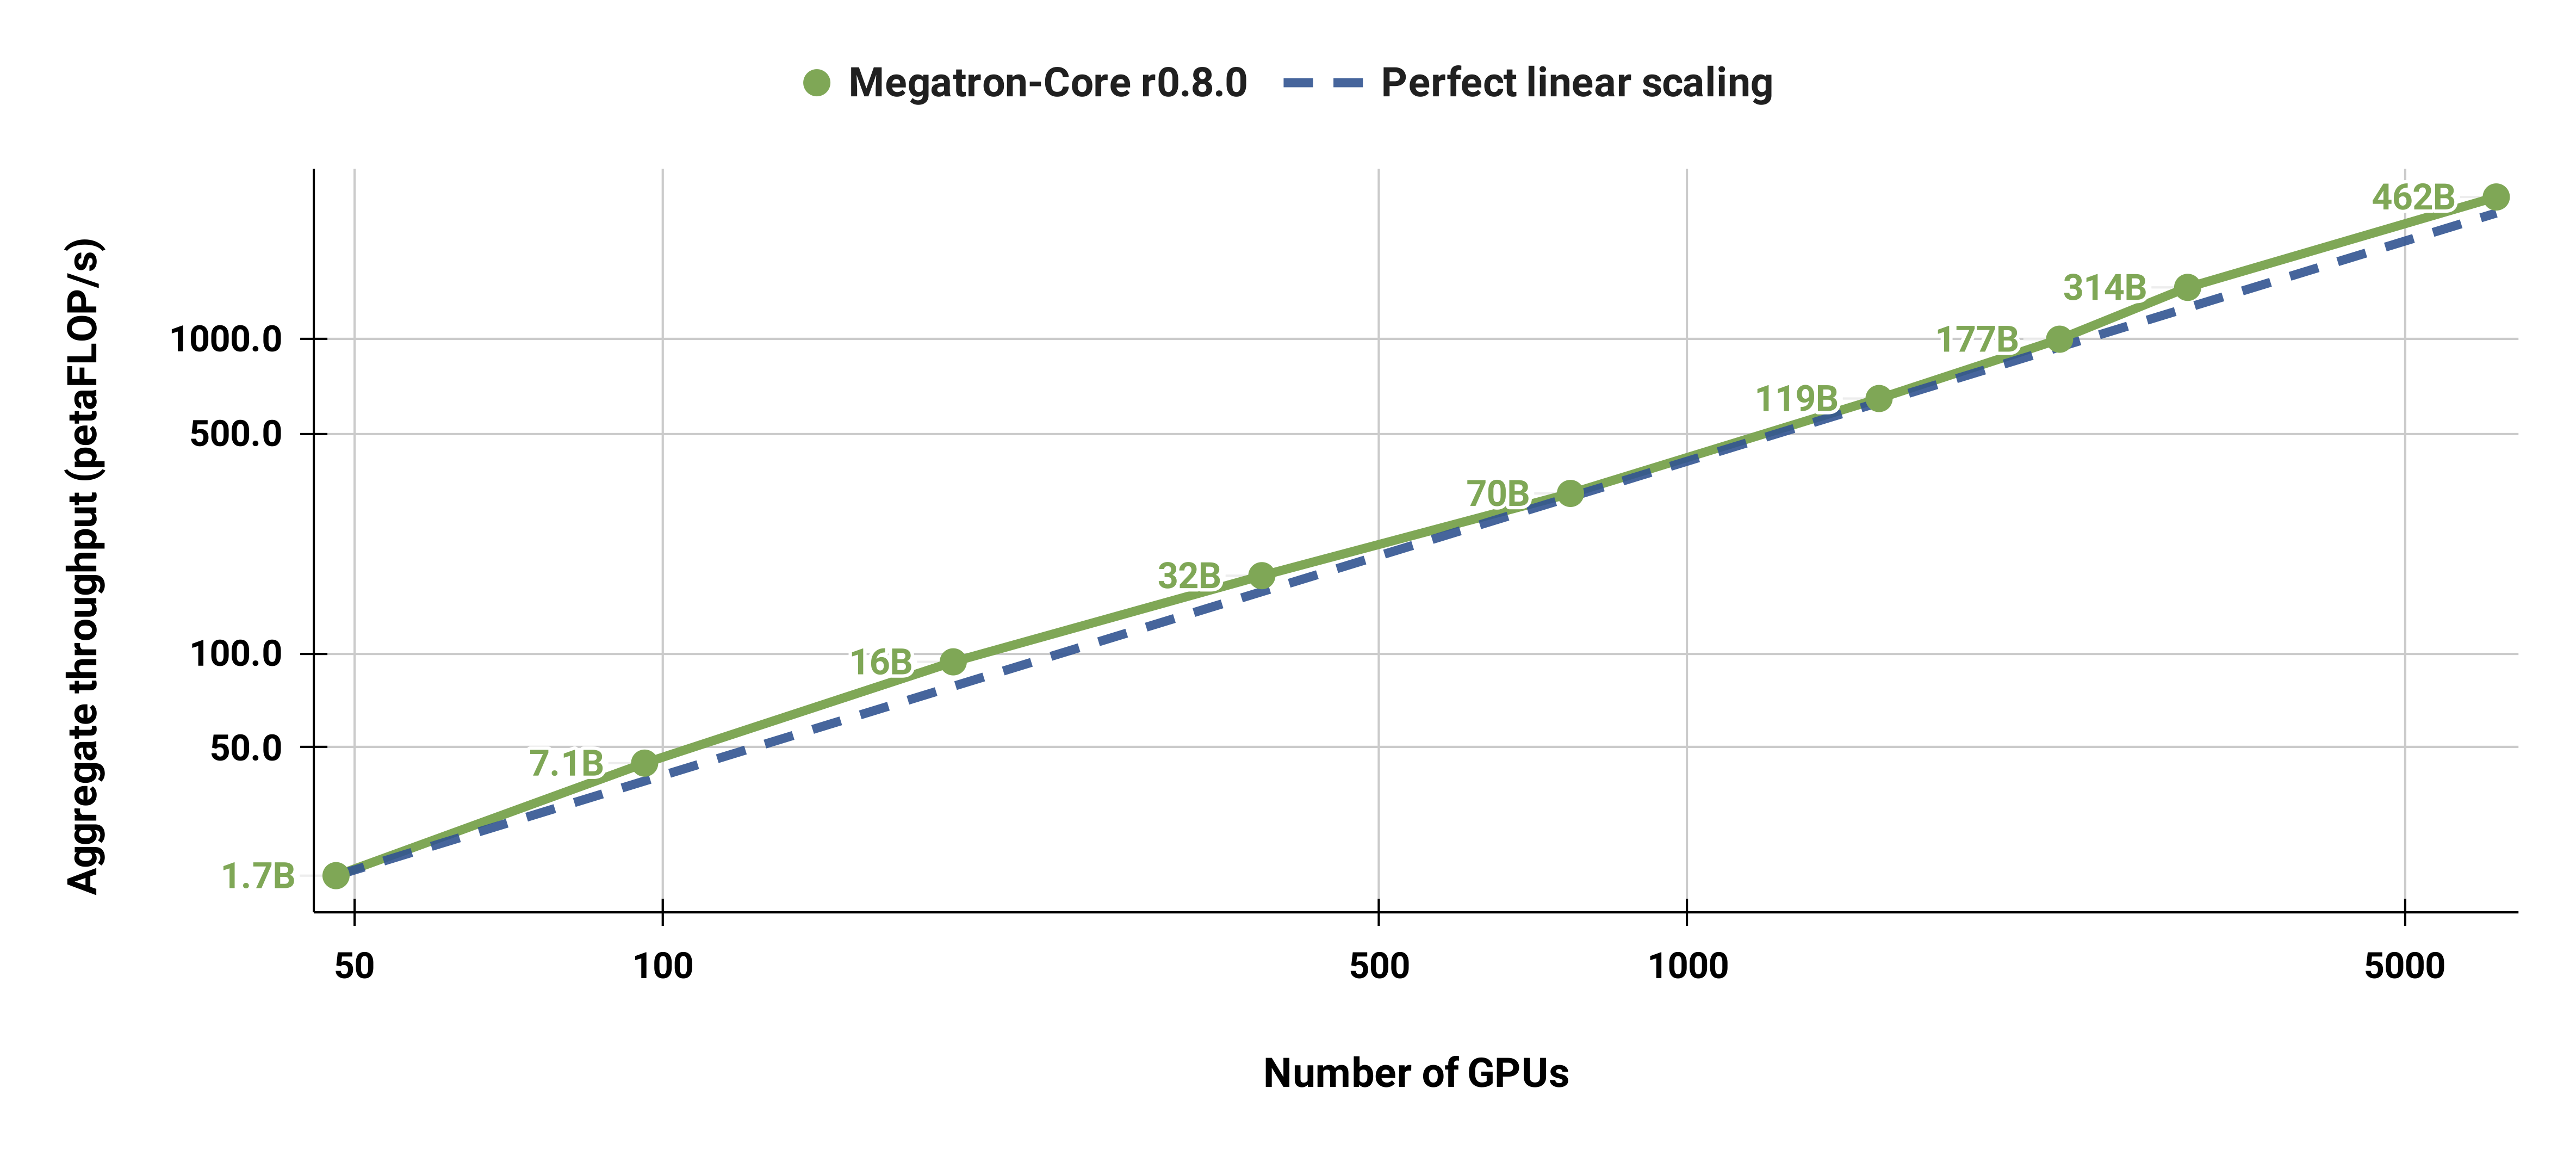 Megatron-Core r0.8.0
Perfect linear scaling
Aggregate throughput (petaFLOP/s)
1000.0
500.0
100.0
50.0
462B
314B
177B
119B
70B
32B
16B
7.1B
1.7B
50
100
500
1000
5000
Number of GPUs